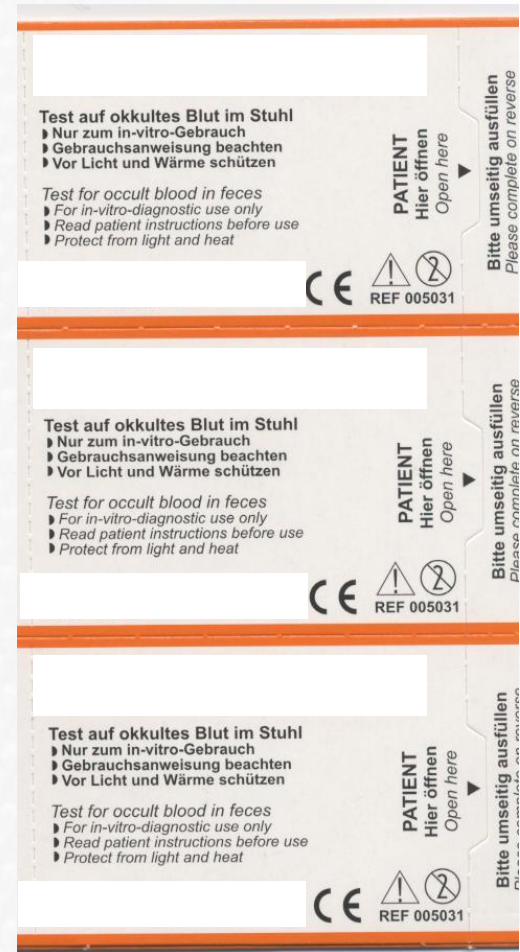 Test auf okkultes Blut im Stuhl
Nur zum in-vitro-Gebrauch
Gebrauchsanweisung beachten
Vor Licht und Wärme schützen
Test for occult blood in feces
For in-vitro-diagnostic use only
Read patient instructions before use
Protect from light and heat
CE
2
REF 005031
PATIENT
Hier öffnen
Open here
Bitte umseitig ausfüllen
Please complete on reverse
Test auf okkultes Blut im Stuhl
Nur zum in-vitro-Gebrauch
Gebrauchsanweisung beachten
Vor Licht und Wärme schützen
Test for occult blood in feces
For in-vitro-diagnostic use only
Read patient instructions before use
Protect from light and heat
CE
2
REF 005031
PATIENT
Hier öffnen
Open here
Bitte umseitig ausfüllen
Please complete on reverse
Test auf okkultes Blut im Stuhl
Nur zum in-vitro-Gebrauch
Gebrauchsanweisung beachten
Vor Licht und Wärme schützen
Test for occult blood in feces
For in-vitro-diagnostic use only
Read patient instructions before use
Protect from light and heat
CE
2
REF 005031
PATIENT
Hier öffnen
Open here
Bitte umseitig ausfüllen
Please complete on reverse